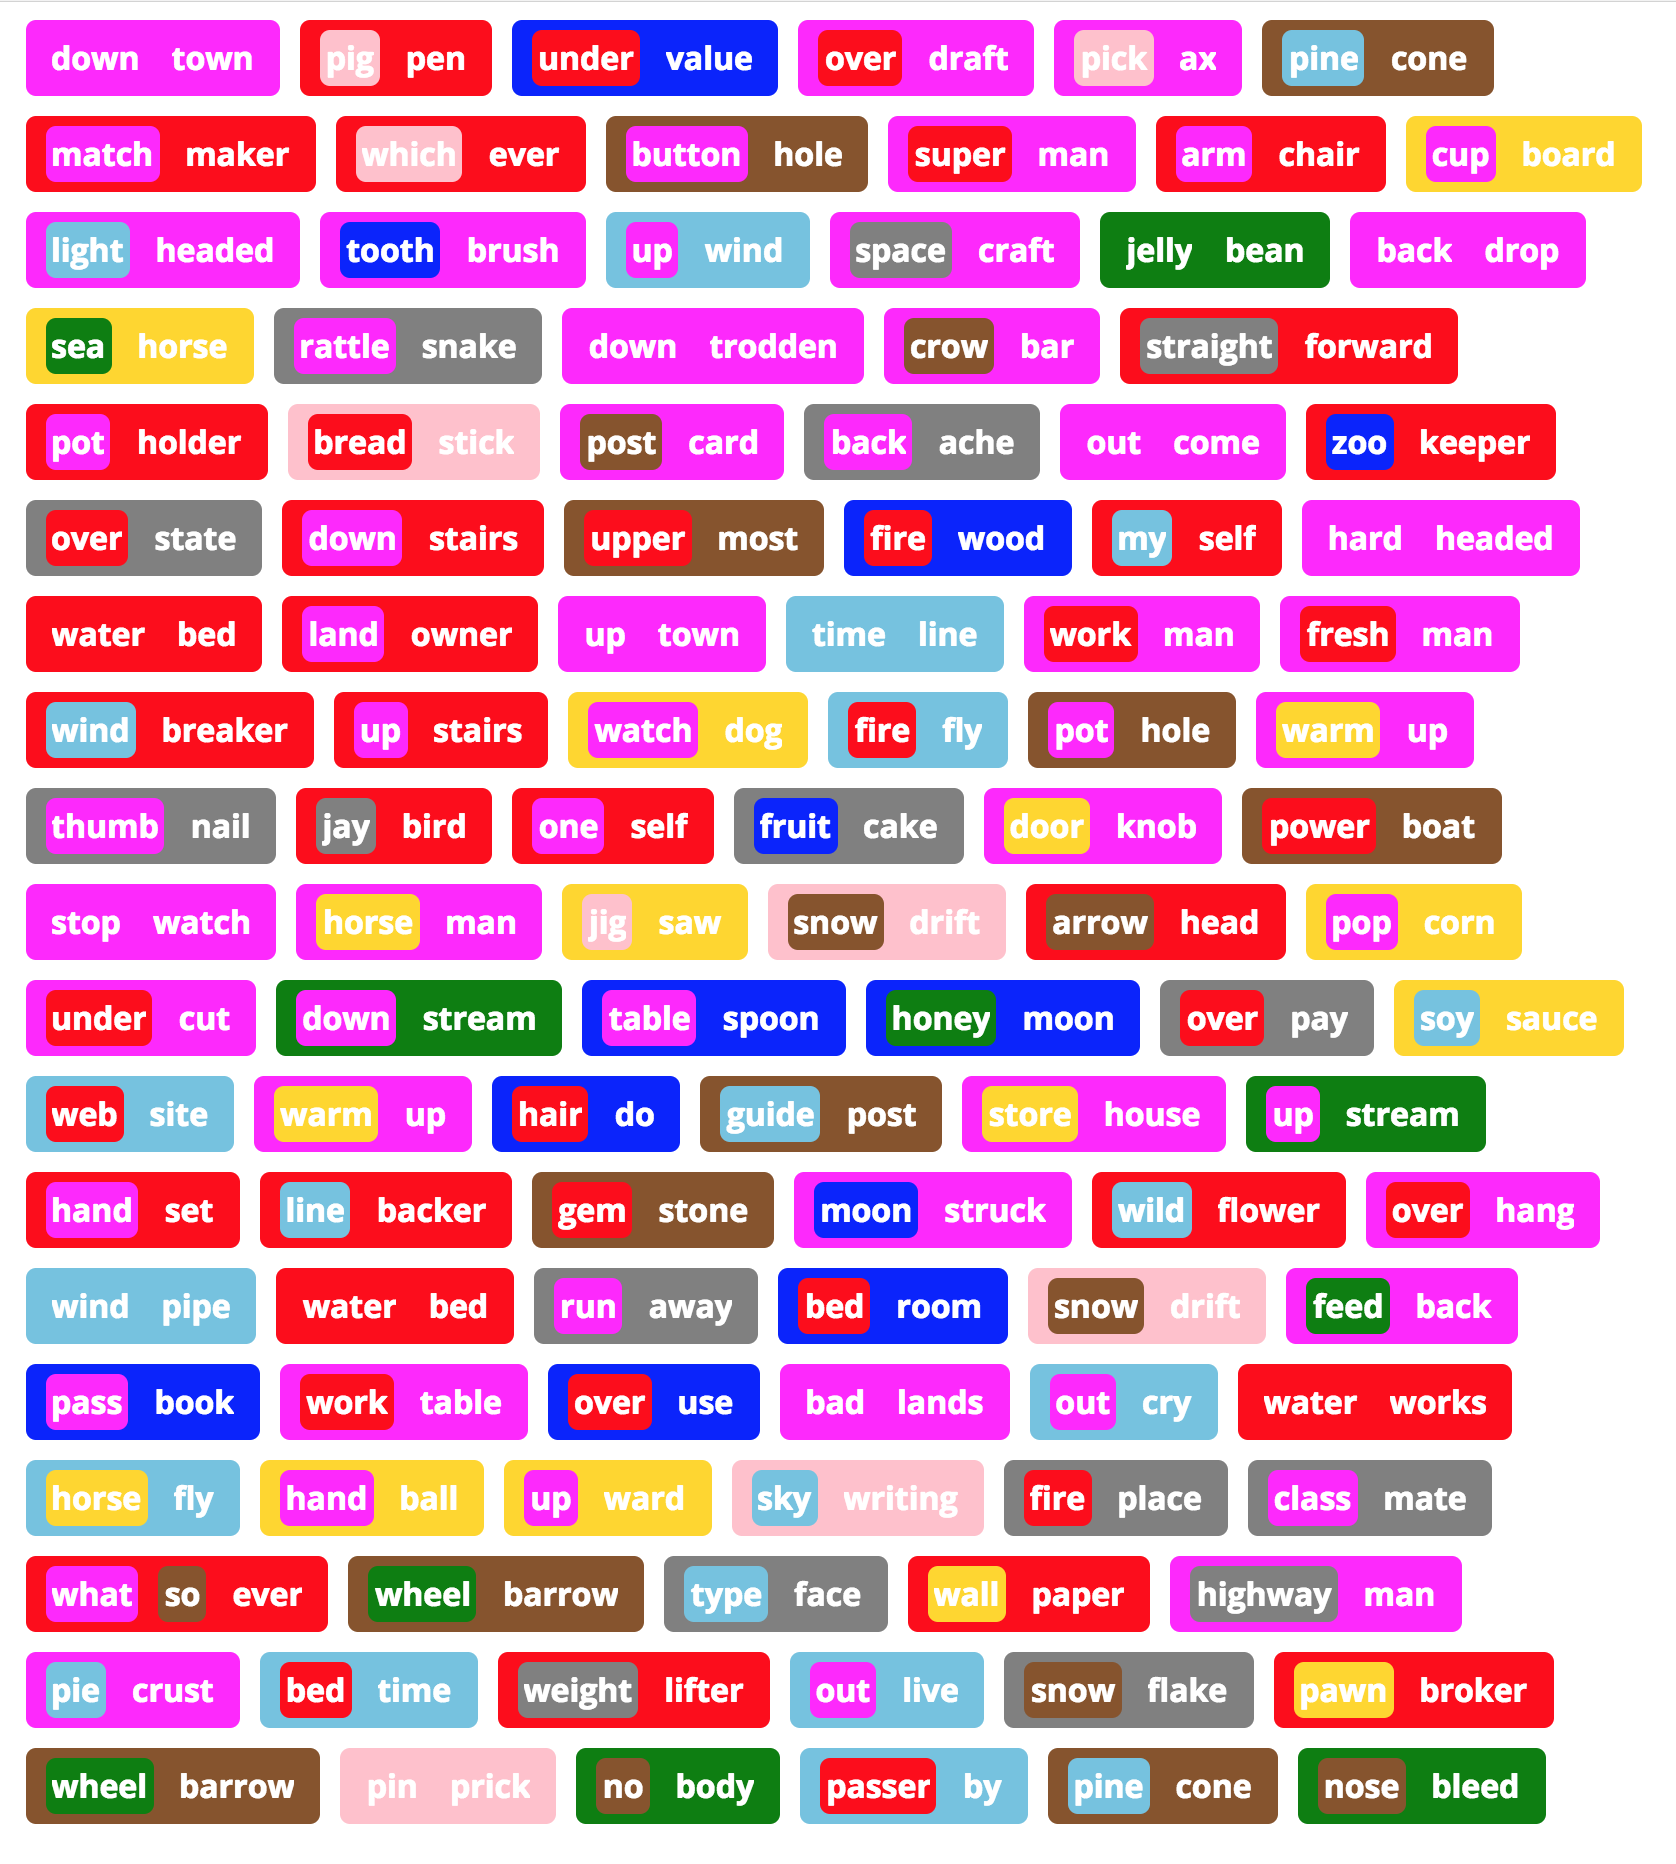 down town pig pen under value over draft pick ax pine cone
match maker which ever button hole super man arm chair cup board
light headed tooth brush up wind space craft jelly bean back drop
sea horse rattle snake down trodden crow bar straight forward
pot holder bread stick post card back ache out come zoo keeper
over state down stairs upper most fire wood my self hard headed
water bed land owner up town time line work man fresh man
wind breaker up stairs watch dog fire fly pot hole warm up
thumb nail jay bird one self fruit cake door knob power boat
stop watch horse man jig saw snow drift arrow head pop corn
under cut down stream table spoon honey moon over pay soy sauce
web site warm up hair do guide post store house up stream
hand set line backer gem stone moon struck wild flower over hang
wind pipe water bed run away bed room snow drift feed back
pass book work table over use bad lands out cry water works
horse fly hand ball up ward sky writing fire place class mate
what so ever wheel barrow type face wall paper highway man
pie crust bed time weight lifter out live snow flake pawn broker
wheel barrow pin prick no body passer by pine cone nose bleed